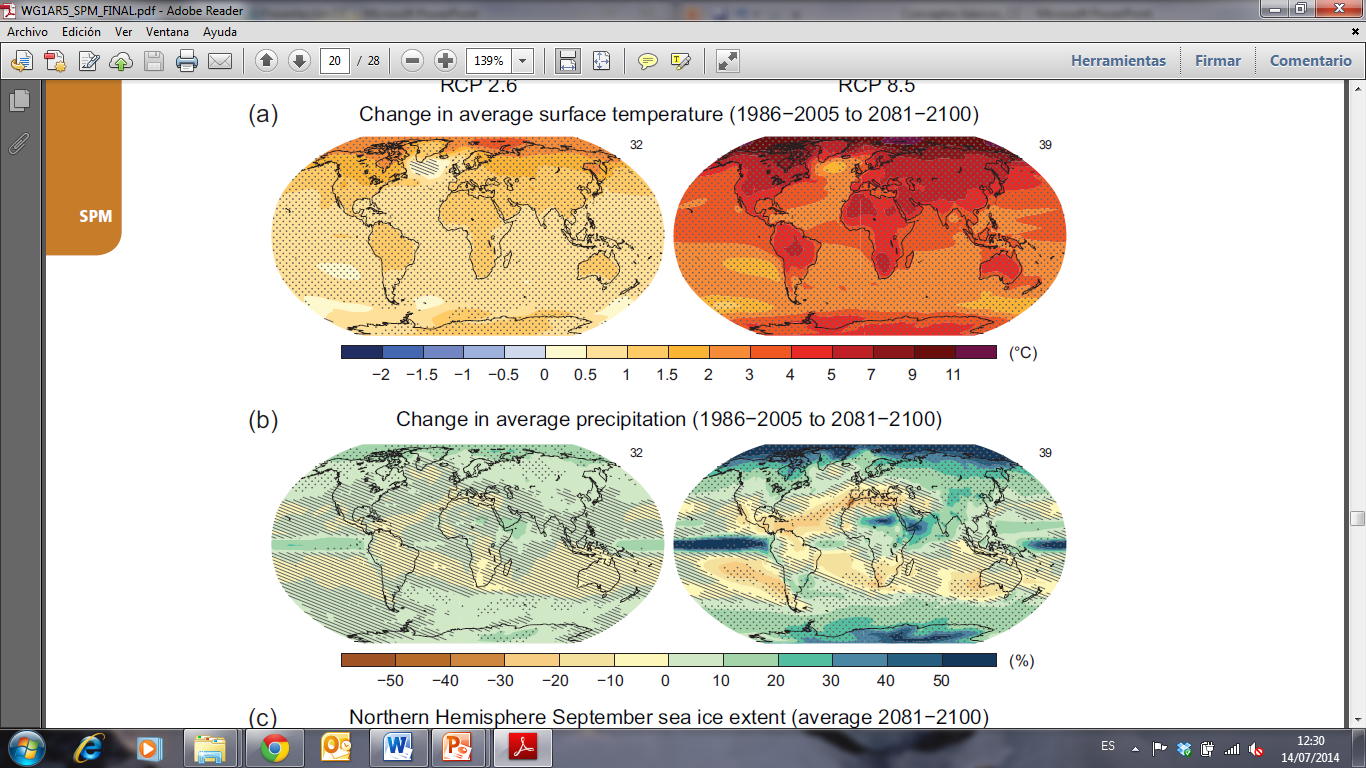 WG1AR5_SPM_FINAL.pdf - Adobe Reader
Archivo Edición Ver Ventana Ayuda
20 / 28 139% Herramientas Firmar Comentario
RCP 2.6 RCP 8.5
(a) Change in average surface temperature (1986−2005 to 2081−2100)
32 39
SPM
(°C)
−2 −1.5 −1 −0.5 0 0.5 1 1.5 2 3 4 5 7 9 11
(b) Change in average precipitation (1986−2005 to 2081−2100)
32 39
(%)
−50 −40 −30 −20 −10 0 10 20 30 40 50
(c) Northern Hemisphere September sea ice extent (average 2081−2100)
ES 12:30
14/07/2014